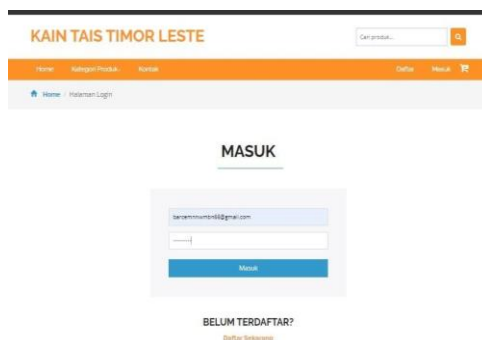 KAIN TAIS TIMOR LESTE
Cari produk...
Home Kategori Produk Kontak Daftar Masuk
Home / Halaman Login
MASUK
Masuk
BELUM TERDAFTAR?
Daftar Sekarang